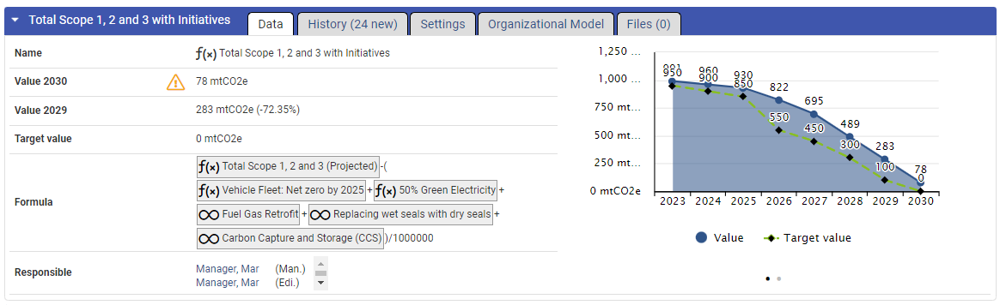 Total Scope 1, 2 and 3 with Initiatives
Data
History (24 new)
Settings
Organizational Model
Files (0)
Name
f(x) Total Scope 1, 2 and 3 with Initiatives
Value 2030
78 mtCO2e
Value 2029
283 mtCO2e (-72.35%)
Target value
0 mtCO2e
Formula
f(x) Total Scope 1, 2 and 3 (Projected) -(
f(x) Vehicle Fleet: Net zero by 2025 + f(x) 50% Green Electricity +
∞ Fuel Gas Retrofit + ∞ Replacing wet seals with dry seals +
∞ Carbon Capture and Storage (CCS) )/1000000
Responsible
Manager, Mar (Man.)
Manager, Mar (Edi.)
1,250 ...
1,000 ...
750 mt...
500 mt...
250 mt...
0 mtCO2e
960
930
822
695
489
283
78
950
900
850
550
450
300
100
0
2023 2024 2025 2026 2027 2028 2029 2030
Value
Target value